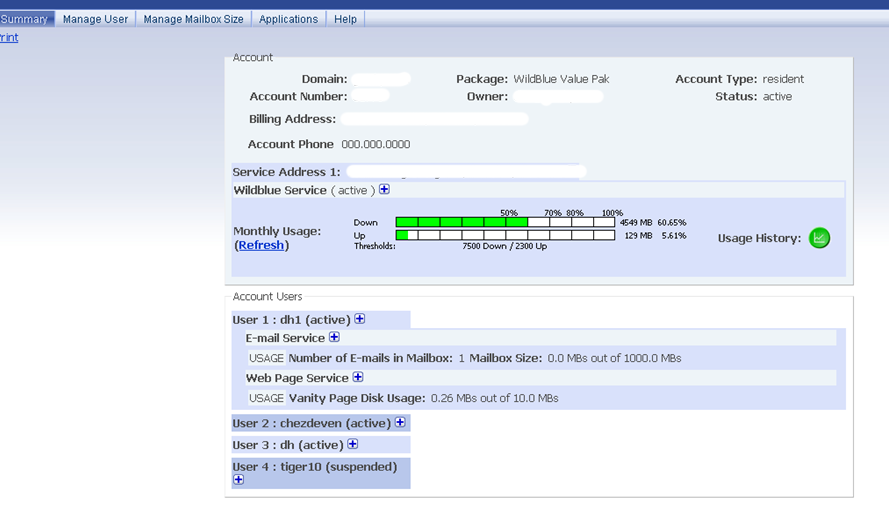 Summary Manage User Manage Mailbox Size Applications Help
Print
Account
Domain: Package: WildBlue Value Pak Account Type: resident
Account Number: Owner: Status: active
Billing Address:
Account Phone 000.000.0000
Service Address 1:
Wildblue Service ( active )
50% 70% 80% 100%
Monthly Usage: Down 4549 MB 60.65%
(Refresh) Up 129 MB 5.61% Usage History:
Thresholds: 7500 Down / 2300 Up
Account Users
User 1 : dh1 (active)
E-mail Service
USAGE Number of E-mails in Mailbox: 1 Mailbox Size: 0.0 MBs out of 1000.0 MBs
Web Page Service
USAGE Vanity Page Disk Usage: 0.26 MBs out of 10.0 MBs
User 2 : chezdeven (active)
User 3 : dh (active)
User 4 : tiger10 (suspended)